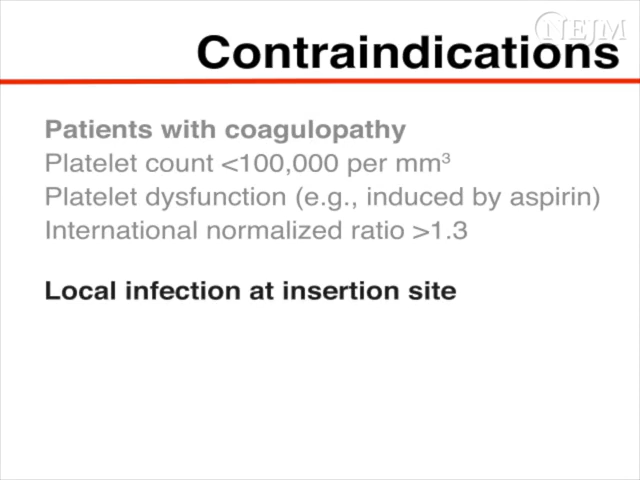 NEJM
Contraindications
Patients with coagulopathy
Platelet count <100,000 per mm³
Platelet dysfunction (e.g., induced by aspirin)
International normalized ratio >1.3
Local infection at insertion site